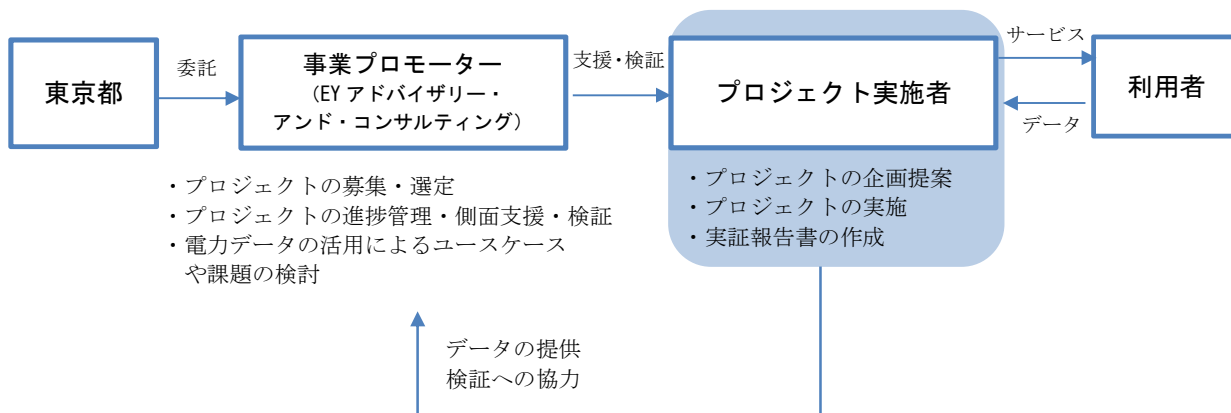 東京都
委託
事業プロモーター
（EY アドバイザリー・
アンド・コンサルティング）
支援・検証
プロジェクト実施者
サービス
データ
利用者
・プロジェクトの募集・選定
・プロジェクトの進捗管理・側面支援・検証
・電力データの活用によるユースケース
や課題の検討
・プロジェクトの企画提案
・プロジェクトの実施
・実証報告書の作成
データの提供
検証への協力